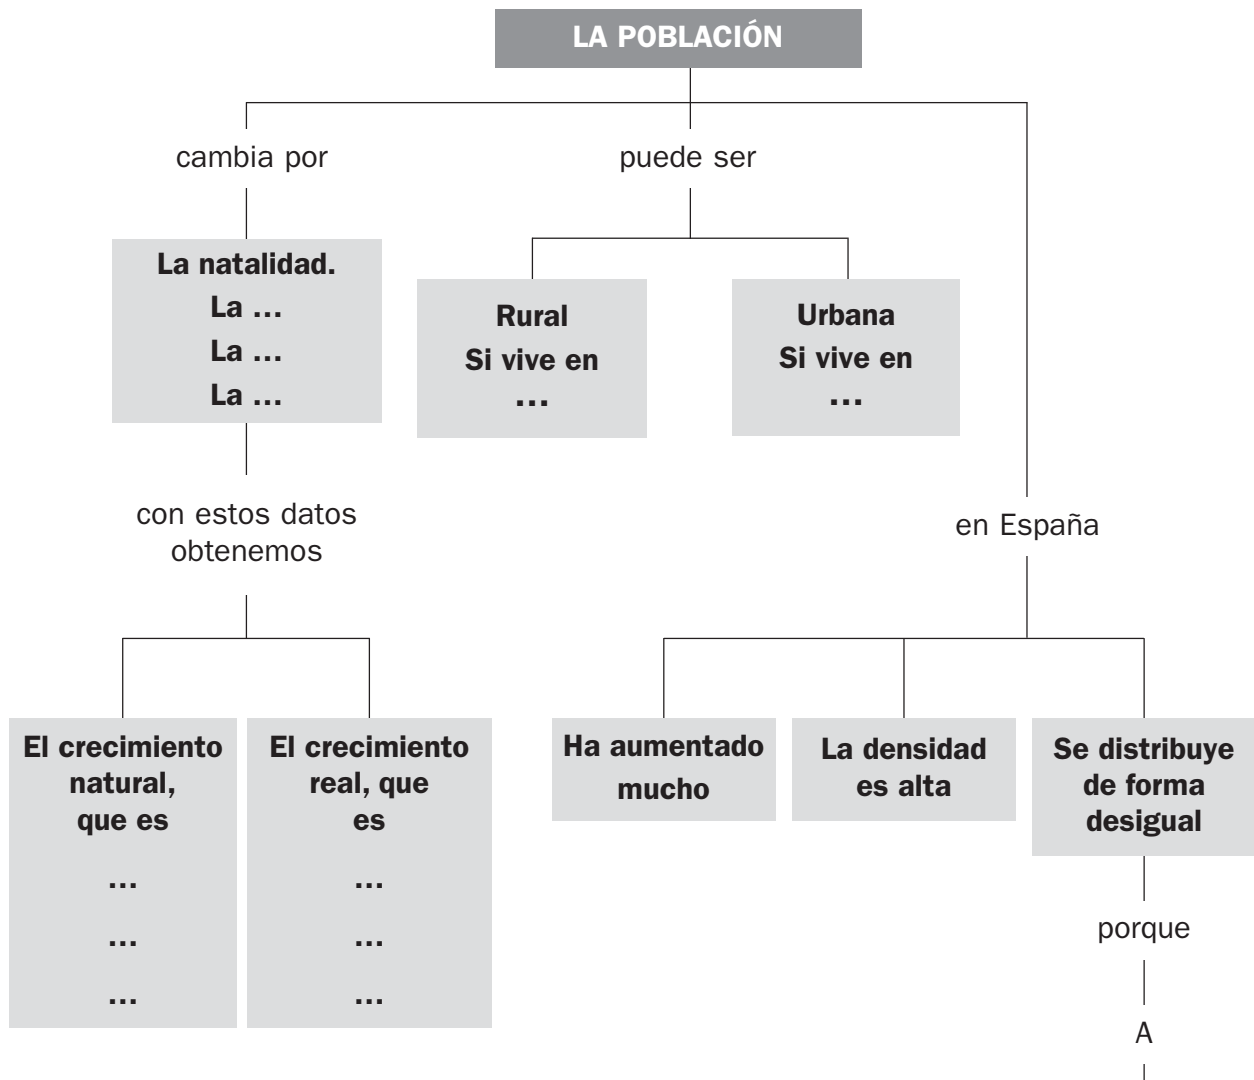 LA POBLACIÓN
cambia por
puede ser
La natalidad.
La ...
La ...
La ...
Rural
Si vive en
...
Urbana
Si vive en
...
con estos datos
obtenemos
en España
El crecimiento
natural,
que es
...
...
...
El crecimiento
real, que
es
...
...
...
Ha aumentado
mucho
La densidad
es alta
Se distribuye
de forma
desigual
porque
A